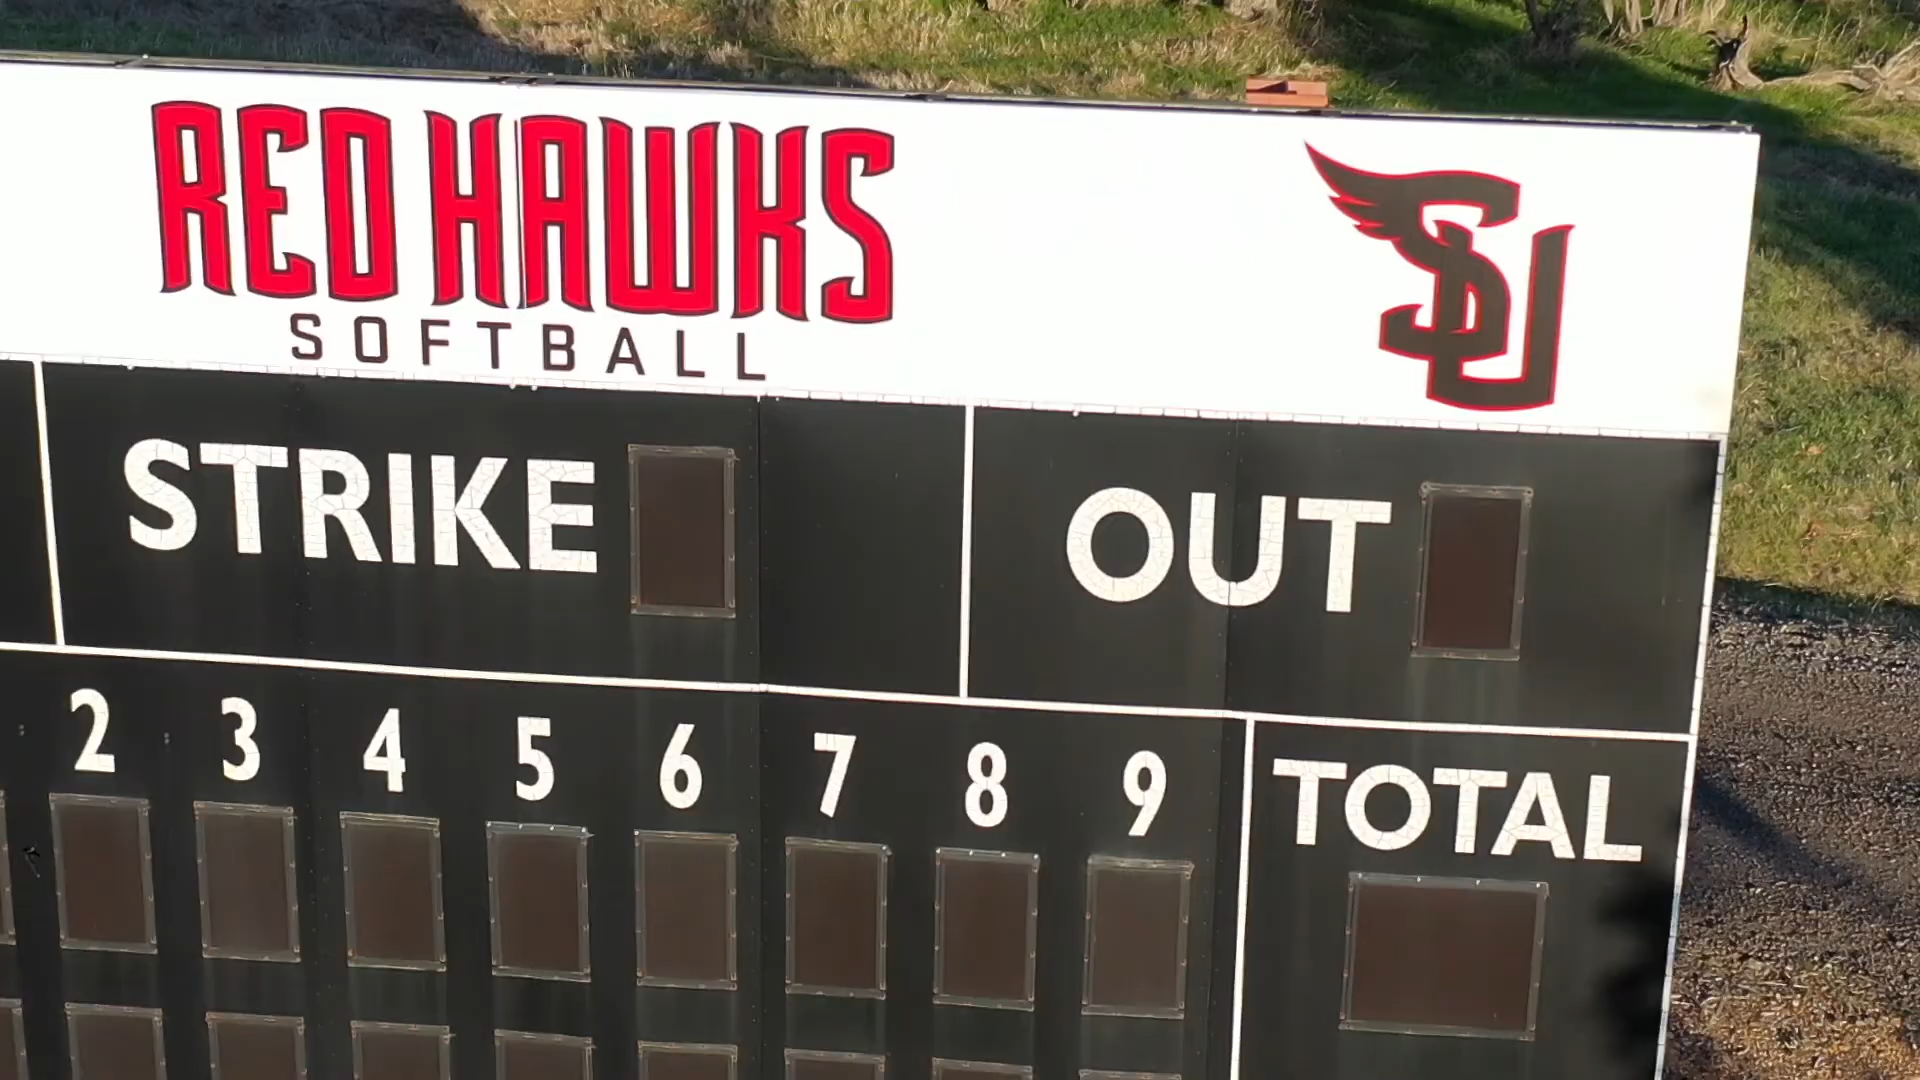 RED HAWKS
SU
SOFTBALL
STRIKE OUT
2 3 4 5 6 7 8 9 TOTAL